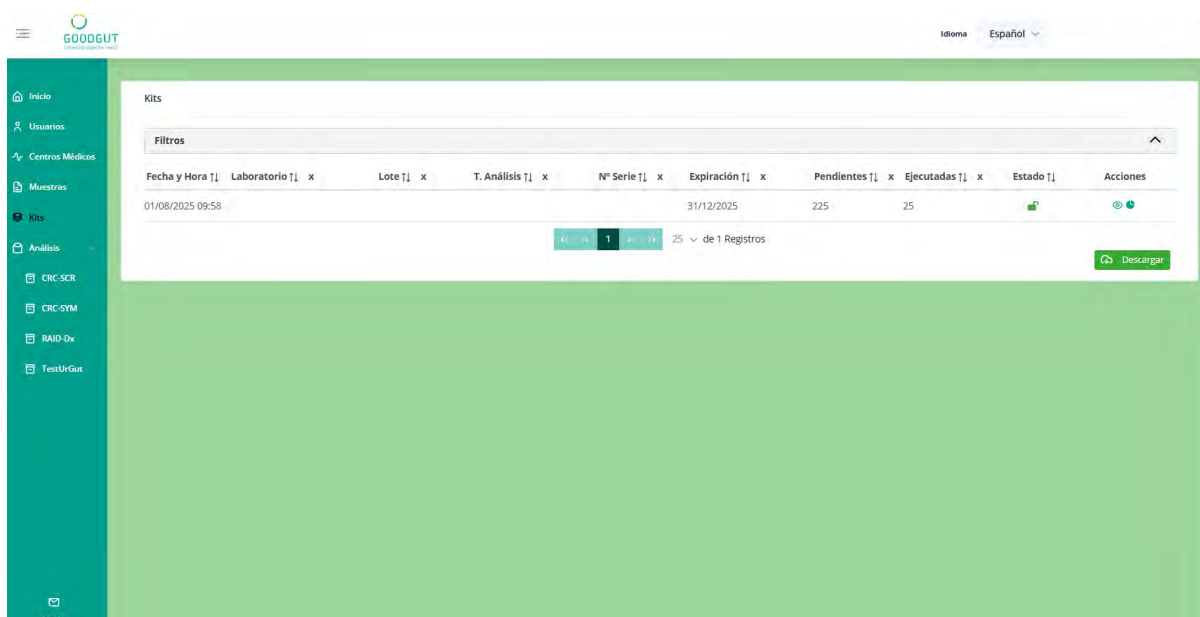 GOODGUT
Idioma Español
Inicio
Usuarios
Centros Médicos
Muestras
Kits
Análisis
CRC-SCR
CRC-SYM
RAID-Dx
TestUrGut
Kits
Filtros
Fecha y Hora Laboratorio x Lote x T. Análisis x Nº Serie x Expiración x Pendientes x Ejecutadas x Estado Acciones
01/08/2025 09:58 31/12/2025 225 25
1 25 de 1 Registros
Descargar